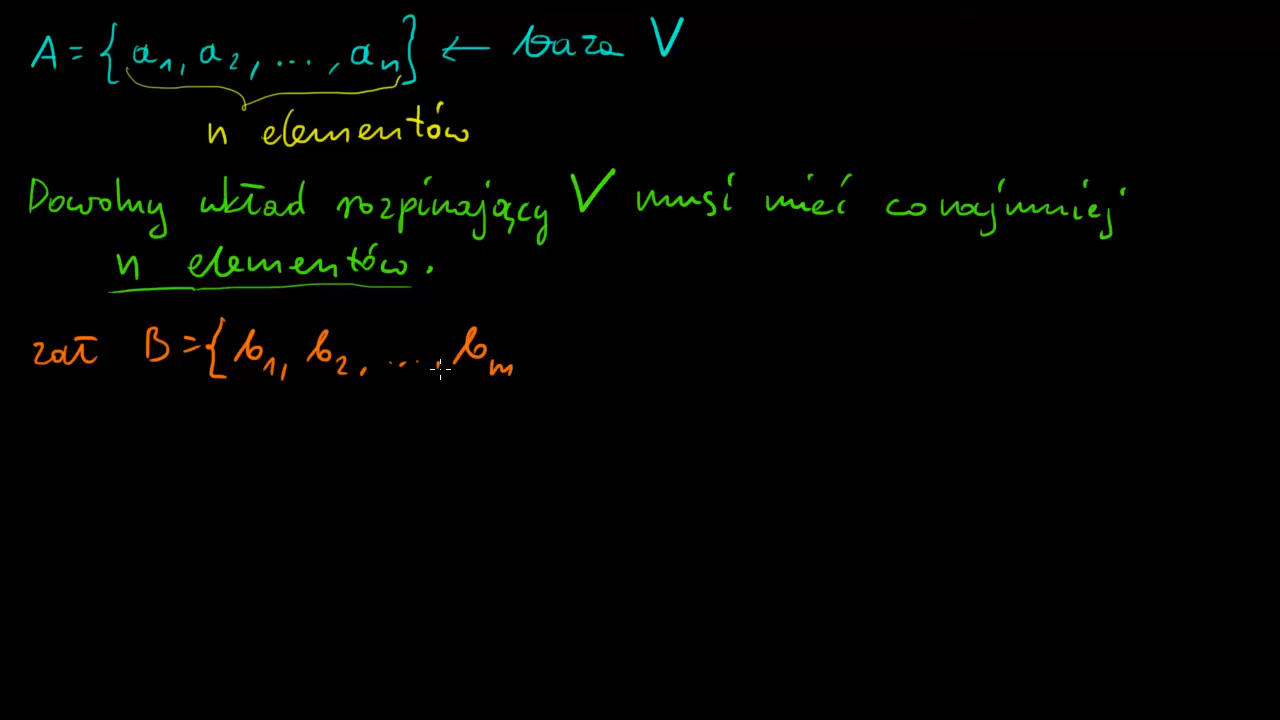 A = {a₁, a₂, ..., aₙ} ← baza V
n elementów
Dowolny układ rozpinający V musi mieć conajmniej
n elementów.
zał B = {b₁, b₂, ..., bₘ